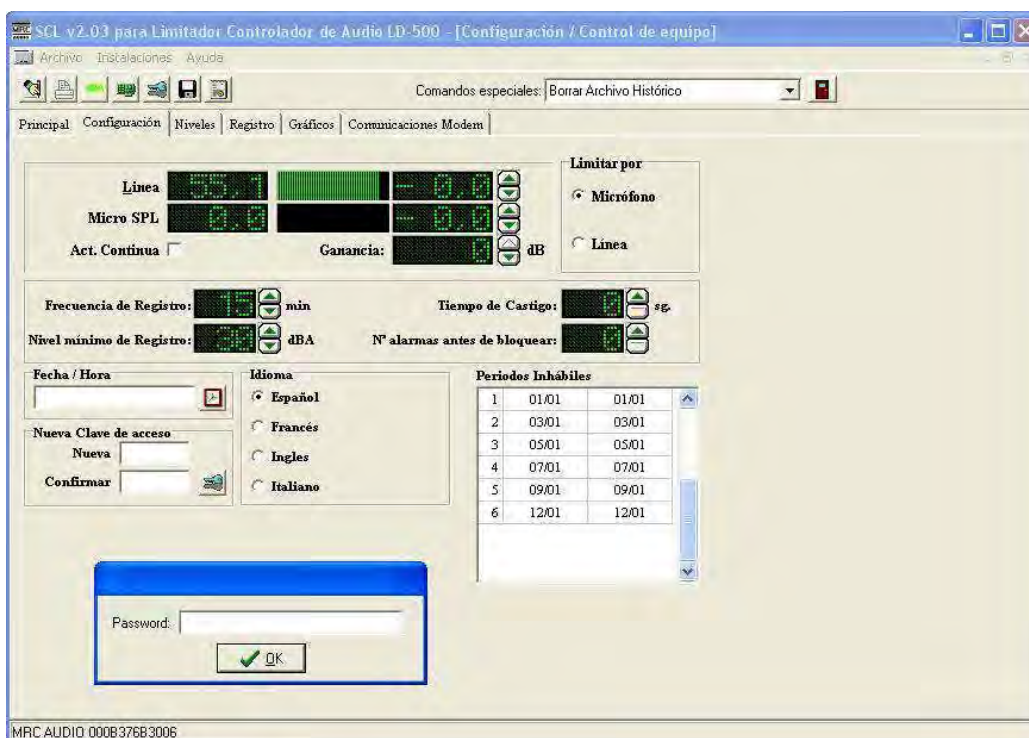 SCL v2.03 para Limitador Controlador de Audio LD-500 - [Configuración / Control de equipo]
Archivo Instalaciones Ayuda
Comandos especiales: Borrar Archivo Histórico
Principal Configuración Niveles Registro Gráficos Comunicaciones Modem
Linea 55.1 - 0.0
Micro SPL 0.0 - 0.0
Act. Continua Ganancia: 0 dB
Limitar por
Micrófono
Linea
Frecuencia de Registro: 15 min Tiempo de Castigo: 0 sg.
Nivel mínimo de Registro: dBA Nº alarmas antes de bloquear: 0
Fecha / Hora
Nueva Clave de acceso
Nueva
Confirmar
Idioma
Español
Francés
Ingles
Italiano
Periodos Inhábiles
1 01/01 01/01
2 03/01 03/01
3 05/01 05/01
4 07/01 07/01
5 09/01 09/01
6 12/01 12/01
Password:
OK
MRC AUDIO 000B376B3006